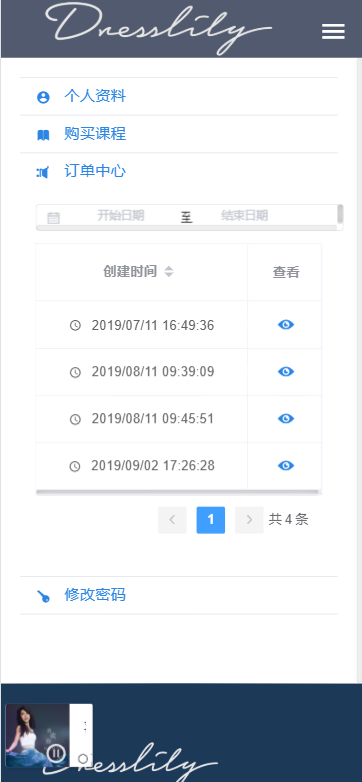 Dresslily
个人资料
购买课程
订单中心
开始日期 至 结束日期
创建时间 查看
2019/07/11 16:49:36
2019/08/11 09:39:09
2019/08/11 09:45:51
2019/09/02 17:26:28
1 共 4 条
修改密码
Dresslily